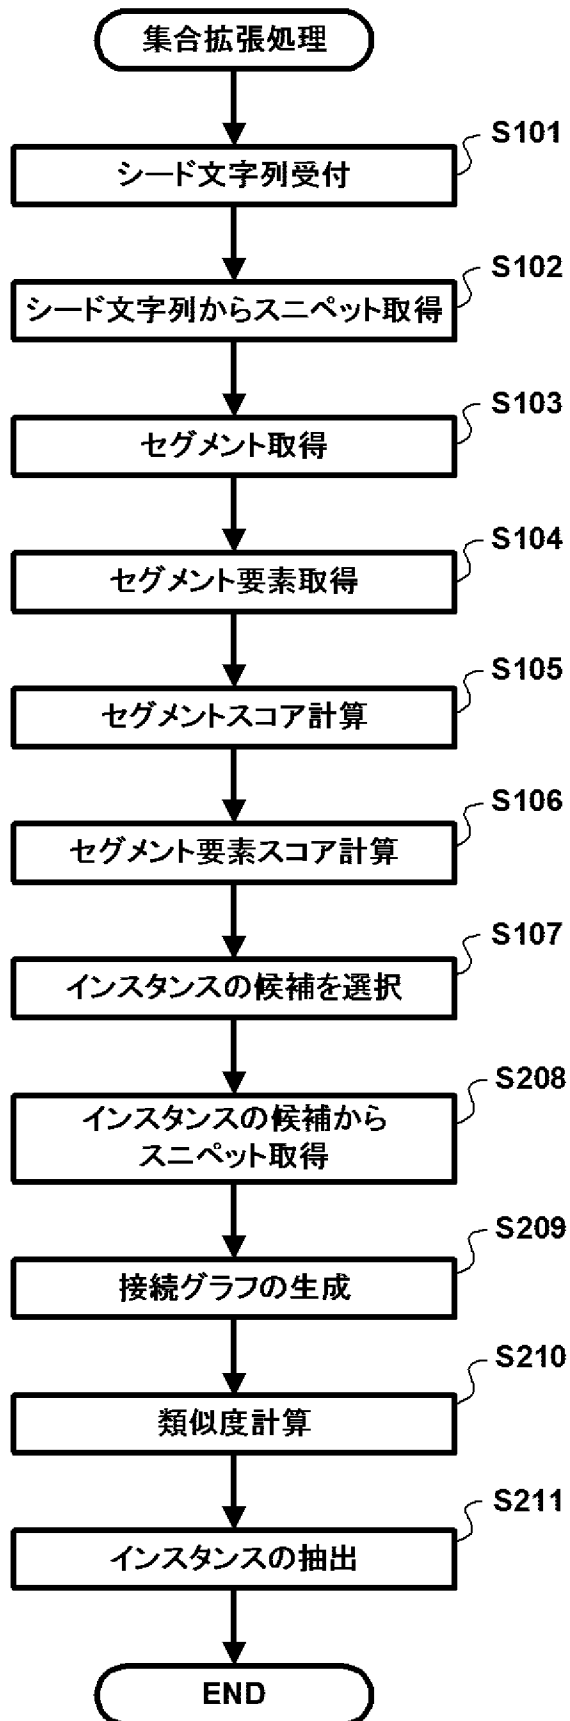 集合拡張処理
S101
シード文字列受付
S102
シード文字列からスニペット取得
S103
セグメント取得
S104
セグメント要素取得
S105
セグメントスコア計算
S106
セグメント要素スコア計算
S107
インスタンスの候補を選択
S208
インスタンスの候補から
スニペット取得
S209
接続グラフの生成
S210
類似度計算
S211
インスタンスの抽出
END